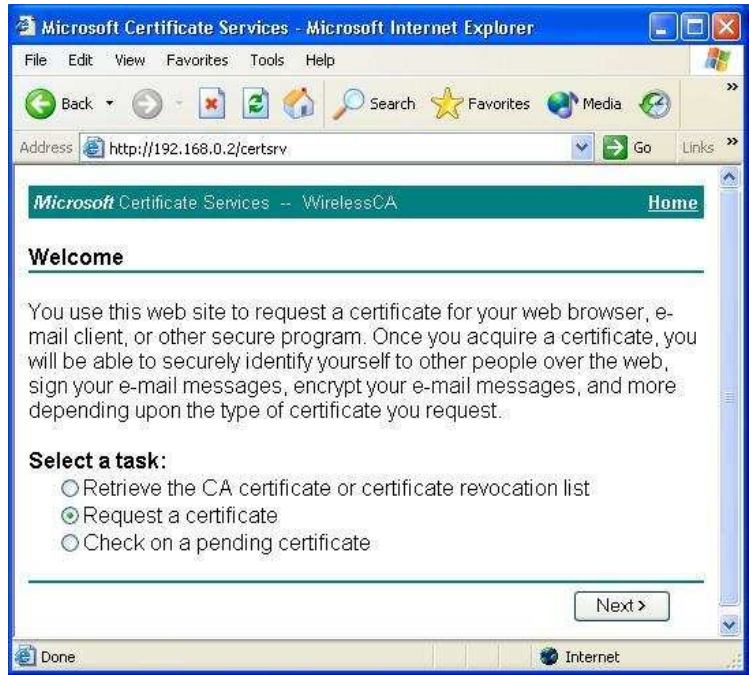 Microsoft Certificate Services - Microsoft Internet Explorer
File Edit View Favorites Tools Help
Back Search Favorites Media »
Address http://192.168.0.2/certsrv Go Links »
Microsoft Certificate Services -- WirelessCA Home
Welcome
You use this web site to request a certificate for your web browser, e-
mail client, or other secure program. Once you acquire a certificate, you
will be able to securely identify yourself to other people over the web,
sign your e-mail messages, encrypt your e-mail messages, and more
depending upon the type of certificate you request.
Select a task:
Retrieve the CA certificate or certificate revocation list
Request a certificate
Check on a pending certificate
Next >
Done Internet